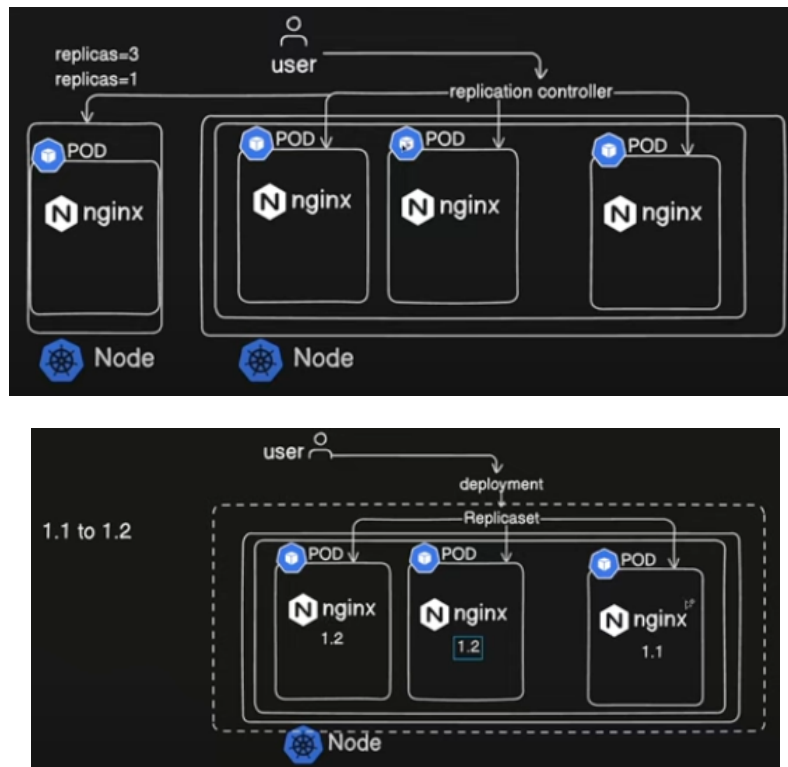 replicas=3
replicas=1
user
replication controller
POD
POD
POD
POD
N nginx
N nginx
N nginx
N nginx
Node
Node
user
deployment
Replicaset
1.1 to 1.2
POD
POD
POD
N nginx
1.2
N nginx
1.2
N nginx
1.1
Node